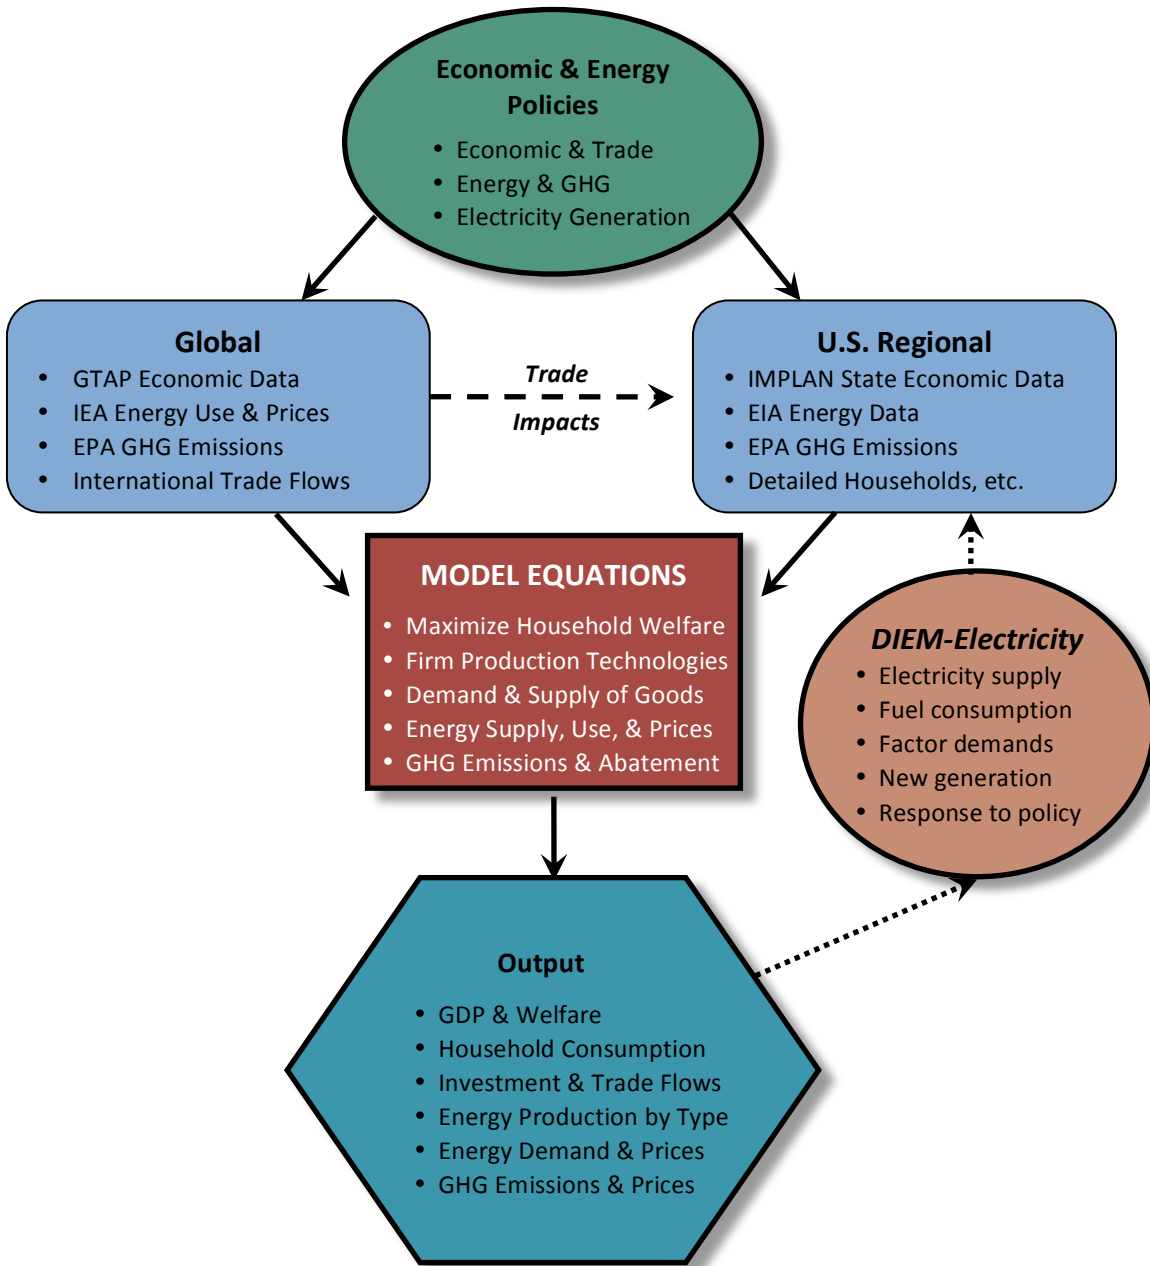 Economic & Energy
Policies
• Economic & Trade
• Energy & GHG
• Electricity Generation
Global
• GTAP Economic Data
• IEA Energy Use & Prices
• EPA GHG Emissions
• International Trade Flows
Trade
Impacts
U.S. Regional
• IMPLAN State Economic Data
• EIA Energy Data
• EPA GHG Emissions
• Detailed Households, etc.
MODEL EQUATIONS
• Maximize Household Welfare
• Firm Production Technologies
• Demand & Supply of Goods
• Energy Supply, Use, & Prices
• GHG Emissions & Abatement
DIEM-Electricity
• Electricity supply
• Fuel consumption
• Factor demands
• New generation
• Response to policy
Output
• GDP & Welfare
• Household Consumption
• Investment & Trade Flows
• Energy Production by Type
• Energy Demand & Prices
• GHG Emissions & Prices